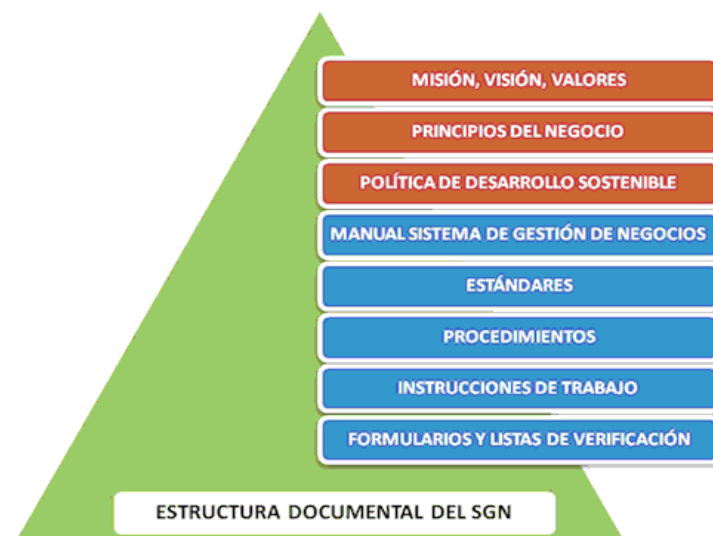 MISIÓN, VISIÓN, VALORES
PRINCIPIOS DEL NEGOCIO
POLÍTICA DE DESARROLLO SOSTENIBLE
MANUAL SISTEMA DE GESTIÓN DE NEGOCIOS
ESTÁNDARES
PROCEDIMIENTOS
INSTRUCCIONES DE TRABAJO
FORMULARIOS Y LISTAS DE VERIFICACIÓN
ESTRUCTURA DOCUMENTAL DEL SGN